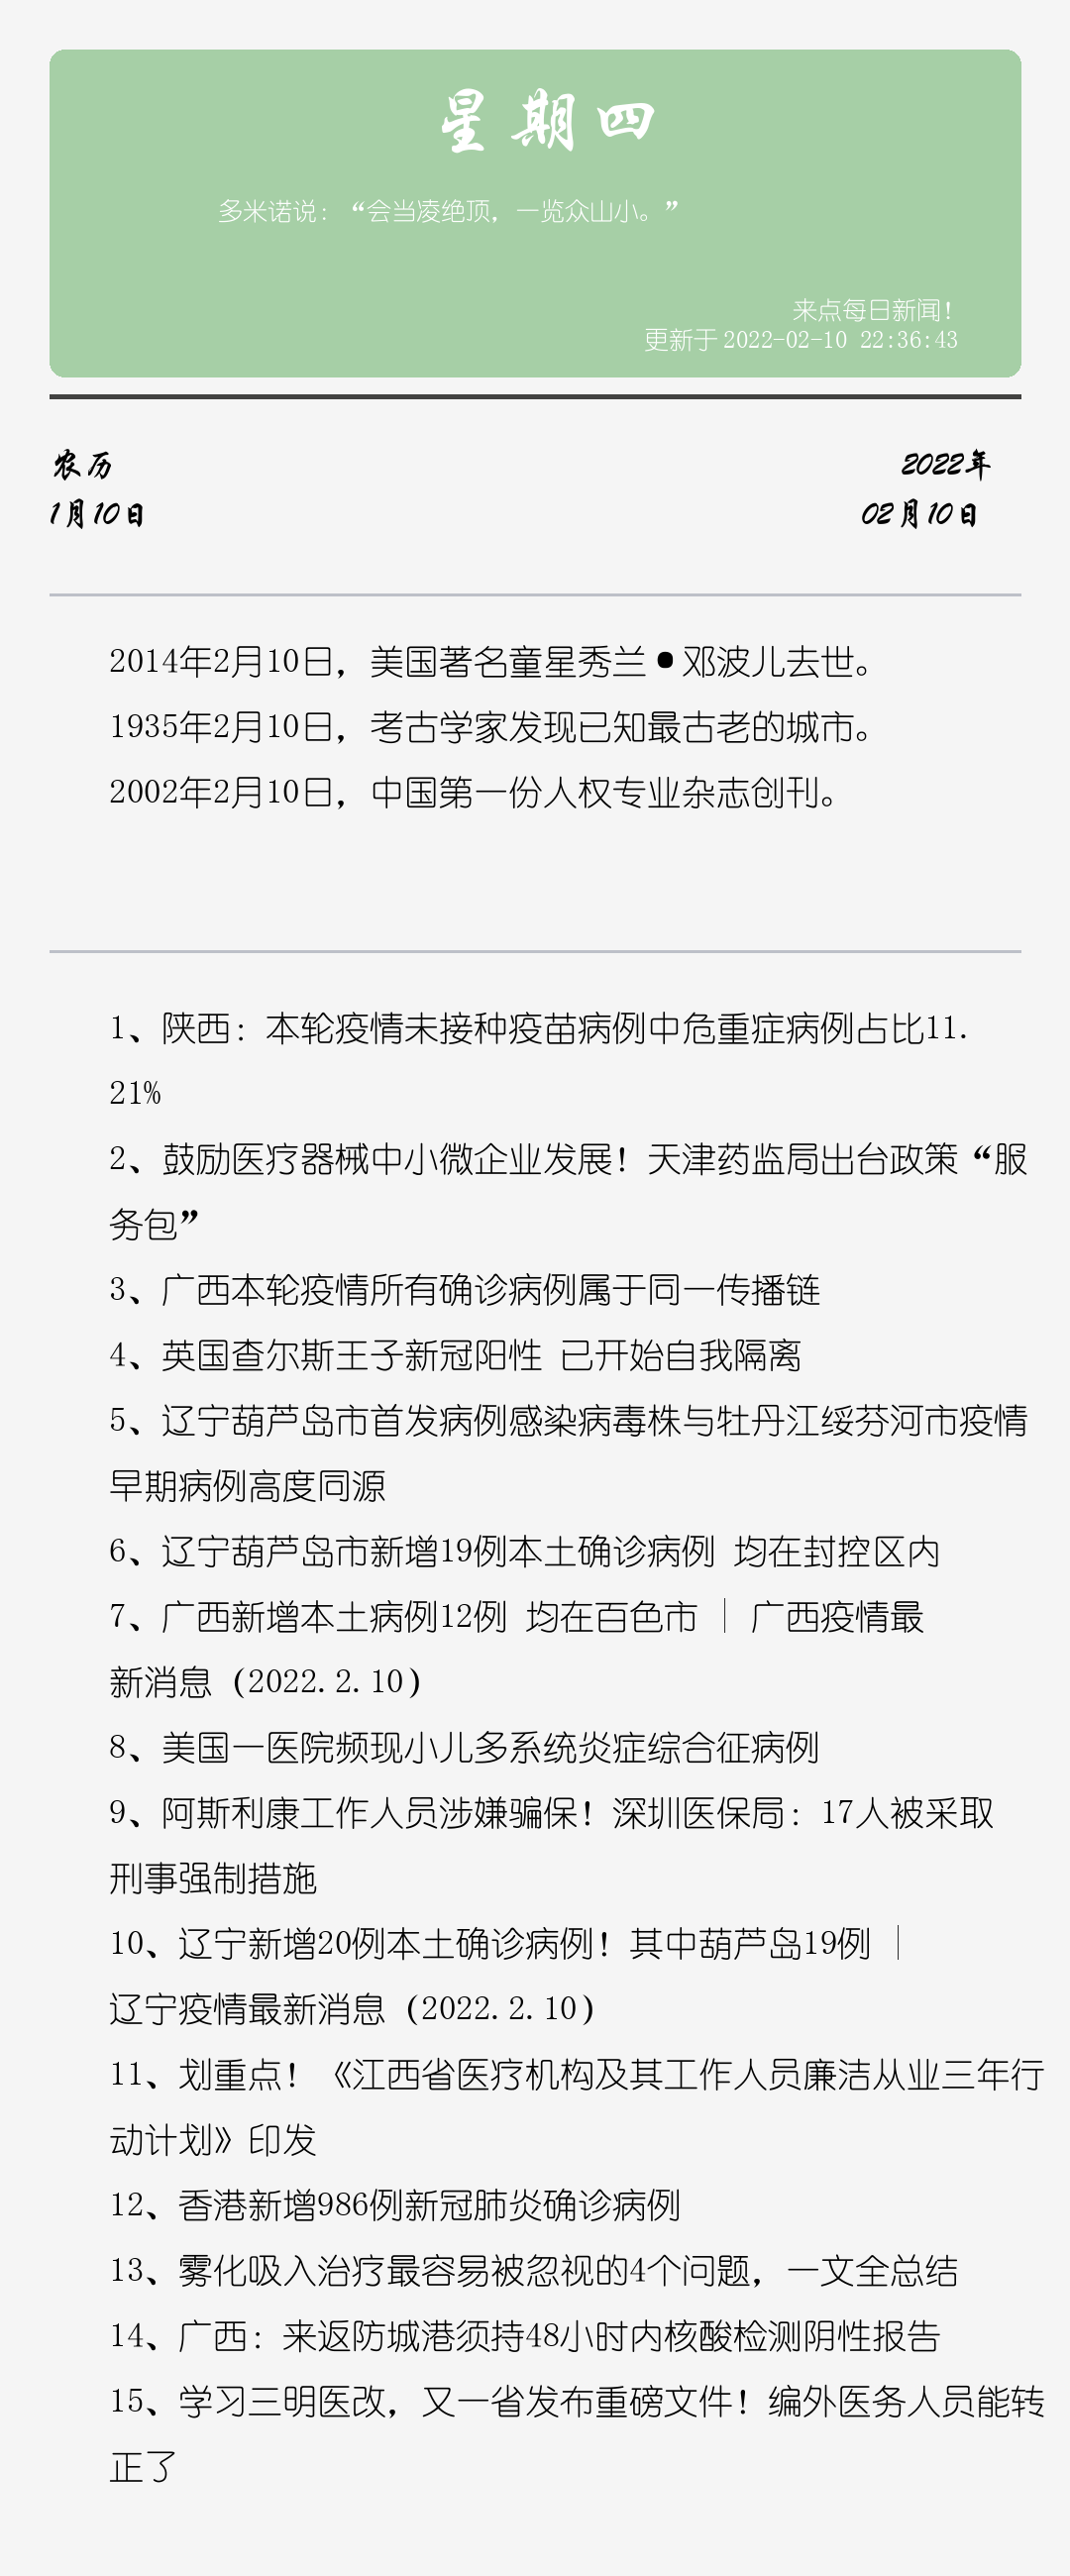 星期四
多米诺说：“会当凌绝顶，一览众山小。”
来点每日新闻！
更新于 2022-02-10 22:36:43
农历
2022年
1月10日
02月10日
2014年2月10日，美国著名童星秀兰•邓波儿去世。
1935年2月10日，考古学家发现已知最古老的城市。
2002年2月10日，中国第一份人权专业杂志创刊。
1、陕西：本轮疫情未接种疫苗病例中危重症病例占比11.
21%
2、鼓励医疗器械中小微企业发展！天津药监局出台政策“服
务包”
3、广西本轮疫情所有确诊病例属于同一传播链
4、英国查尔斯王子新冠阳性 已开始自我隔离
5、辽宁葫芦岛市首发病例感染病毒株与牡丹江绥芬河市疫情
早期病例高度同源
6、辽宁葫芦岛市新增19例本土确诊病例 均在封控区内
7、广西新增本土病例12例 均在百色市 | 广西疫情最
新消息（2022.2.10）
8、美国一医院频现小儿多系统炎症综合征病例
9、阿斯利康工作人员涉嫌骗保！深圳医保局：17人被采取
刑事强制措施
10、辽宁新增20例本土确诊病例！其中葫芦岛19例 |
辽宁疫情最新消息（2022.2.10）
11、划重点！《江西省医疗机构及其工作人员廉洁从业三年行
动计划》印发
12、香港新增986例新冠肺炎确诊病例
13、雾化吸入治疗最容易被忽视的4个问题，一文全总结
14、广西：来返防城港须持48小时内核酸检测阴性报告
15、学习三明医改，又一省发布重磅文件！编外医务人员能转
正了